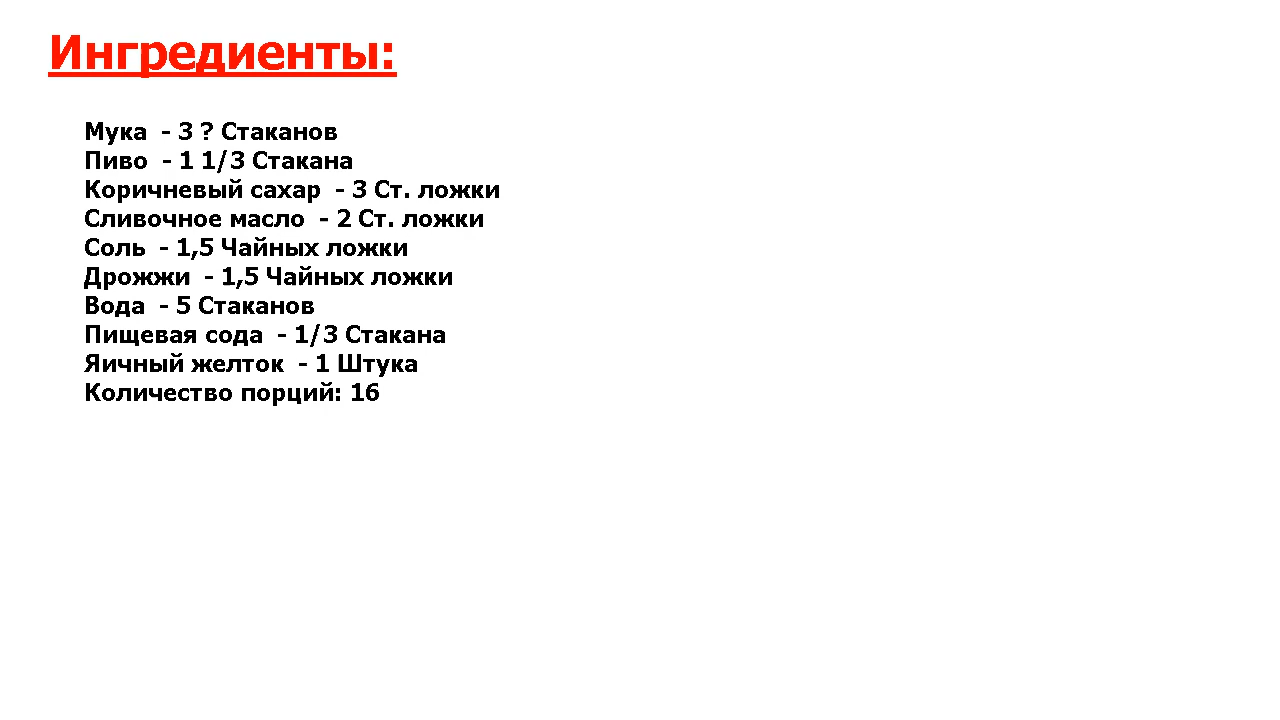 Ингредиенты:
Мука  - 3 ? Стаканов
Пиво  - 1 1/3 Стакана
Коричневый сахар  - 3 Ст. ложки
Сливочное масло  - 2 Ст. ложки
Соль  - 1,5 Чайных ложки
Дрожжи  - 1,5 Чайных ложки
Вода  - 5 Стаканов
Пищевая сода  - 1/3 Стакана
Яичный желток  - 1 Штука
Количество порций: 16